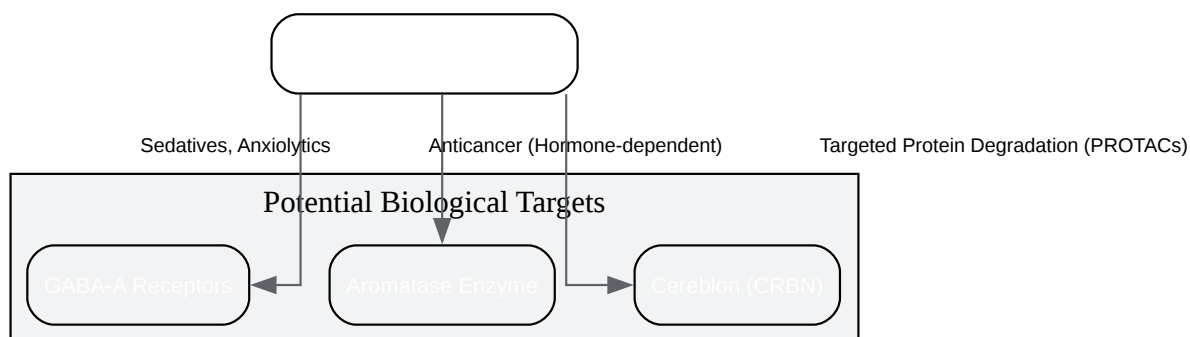 Sedatives, Anxiolytics
Anticancer (Hormone-dependent)
Targeted Protein Degradation (PROTACs)
Potential Biological Targets
GABA-A Receptors
Aromatase Enzyme
Cereblon (CRBN)